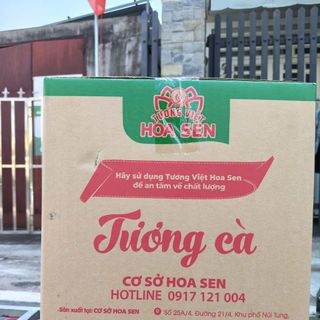 TƯƠNG VIỆT
HOA SEN
Hãy sử dụng Tương Việt Hoa Sen
để an tâm về chất lượng
Tương cà
CƠ SỞ HOA SEN
HOTLINE 0917 121 004
- Sản xuất tại: CƠ SỞ HOA SEN
Số 25A/4, Đường 21/4, Khu phố Núi Tung,